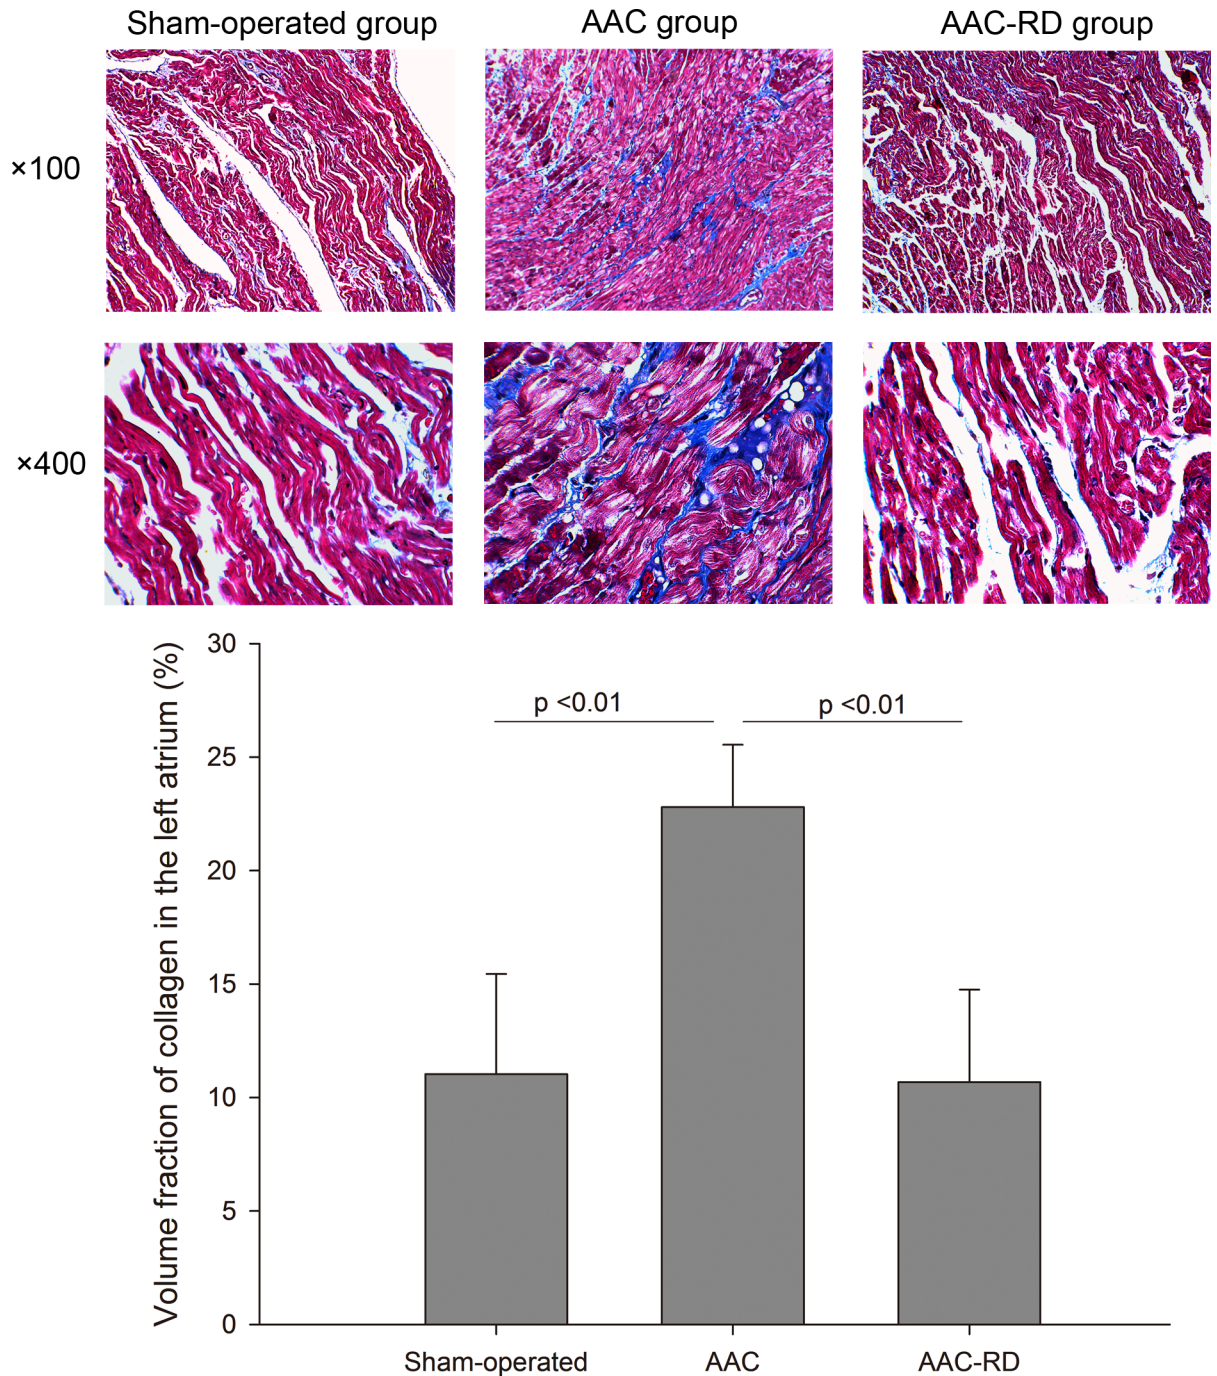 Sham-operated group
AAC group
AAC-RD group
×100
×400
Volume fraction of collagen in the left atrium (%)
30
25
20
15
10
5
0
p <0.01
p <0.01
Sham-operated
AAC
AAC-RD